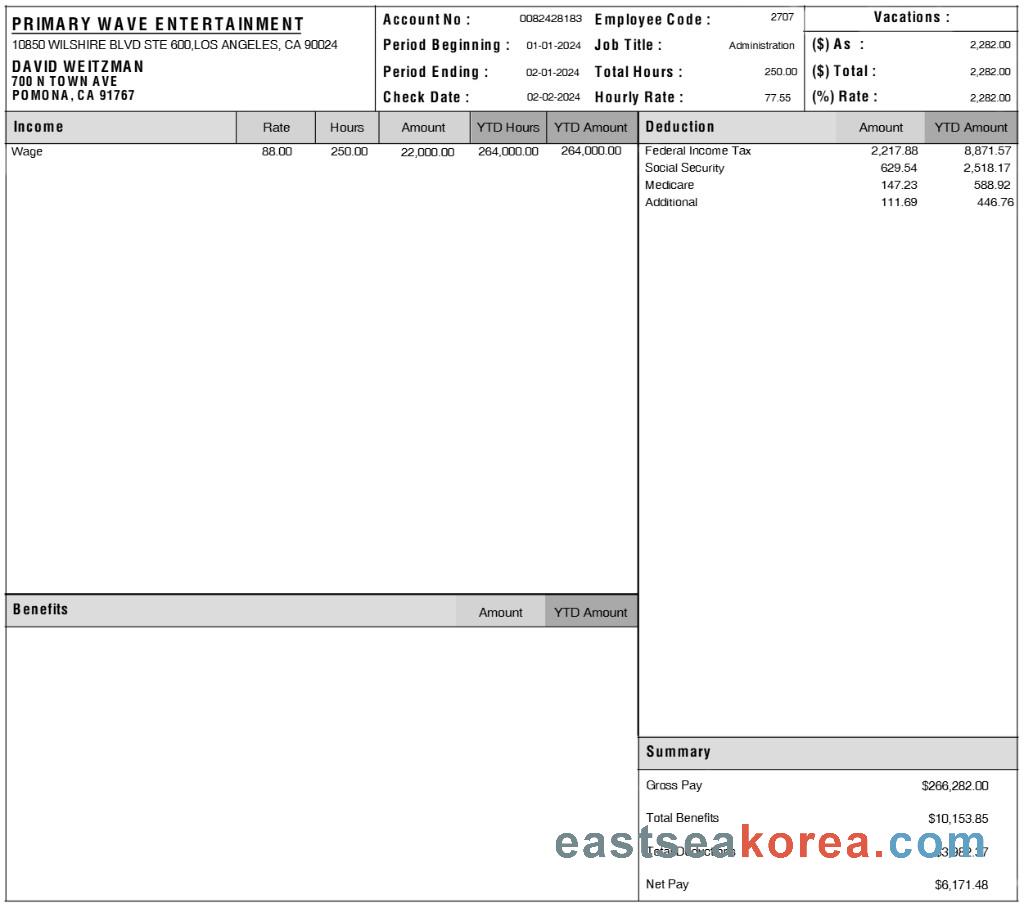 PRIMARY WAVE ENTERTAINMENT
10850 WILSHIRE BLVD STE 600,LOS ANGELES, CA 90024
DAVID WEITZMAN
700 N TOWN AVE
POMONA, CA 91767
Account No : 0082428183 Employee Code : 2707
Period Beginning : 01-01-2024 Job Title : Administration
Period Ending : 02-01-2024 Total Hours : 250.00
Check Date : 02-02-2024 Hourly Rate : 77.55
Vacations :
($) As : 2,282.00
($) Total : 2,282.00
(%) Rate : 2,282.00
Income Rate Hours Amount YTD Hours YTD Amount
Wage 88.00 250.00 22,000.00 264,000.00 264,000.00
Deduction Amount YTD Amount
Federal Income Tax 2,217.88 8,871.57
Social Security 629.54 2,518.17
Medicare 147.23 588.92
Additional 111.69 446.76
Benefits Amount YTD Amount
Summary
Gross Pay $266,282.00
Total Benefits $10,153.85
Total Deductions $3,982.37
Net Pay $6,171.48
eastseakorea.com